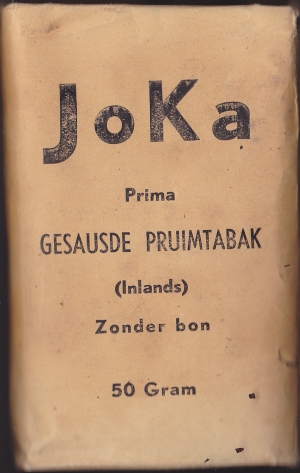 JoKa
Prima
GESAUSDE PRUIMTABAK
(Inlands)
Zonder bon
50 Gram